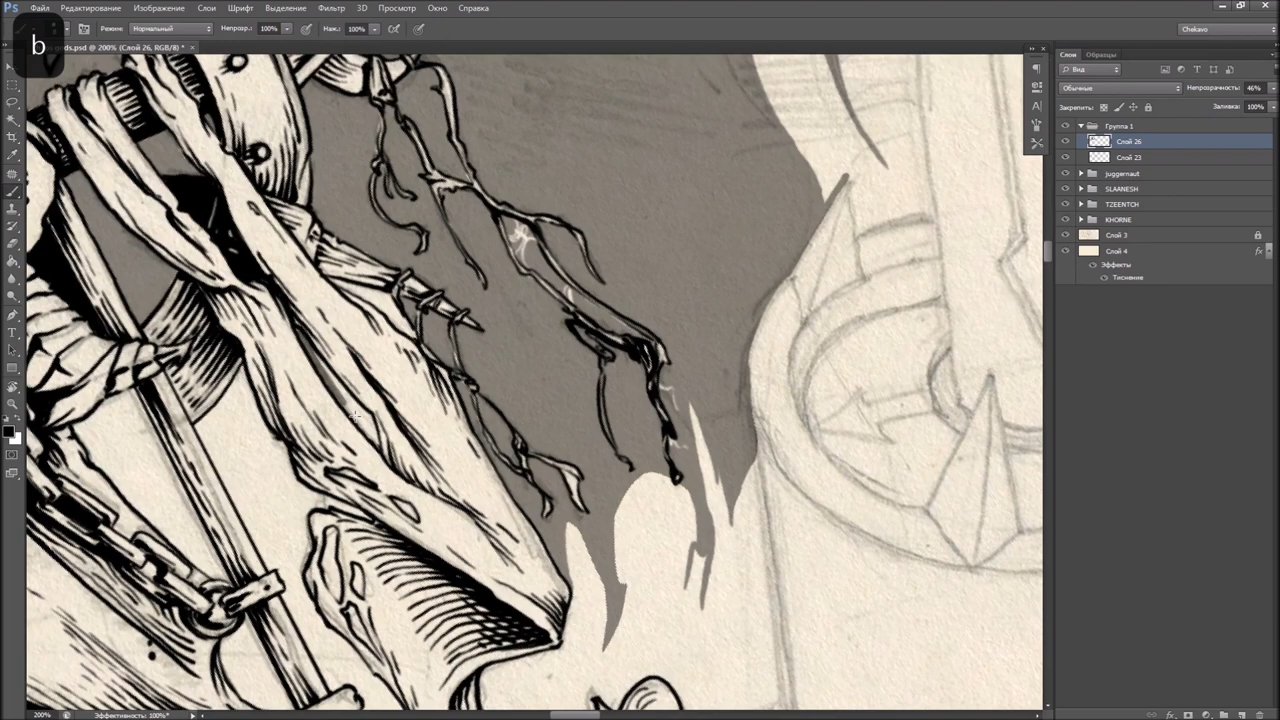 b
Ps Файл Редактирование Изображение Слои Шрифт Выделение Фильтр 3D Просмотр Окно Справка
Режим: Нормальный Непрозр.: 100% Наж.: 100% Chekavo
ords.psd @ 200% (Слой 26, RGB/8) * ×
Слои Образцы
Вид
Обычные Непрозрачность: 46%
Закрепить: Заливка: 100%
Группа 1
Слой 26
Слой 23
juggernaut
SLAANESH
TZEENTCH
KHORNE
Слой 3
Слой 4 fx
Эффекты
Тиснение
200% Эффективность: 100%*